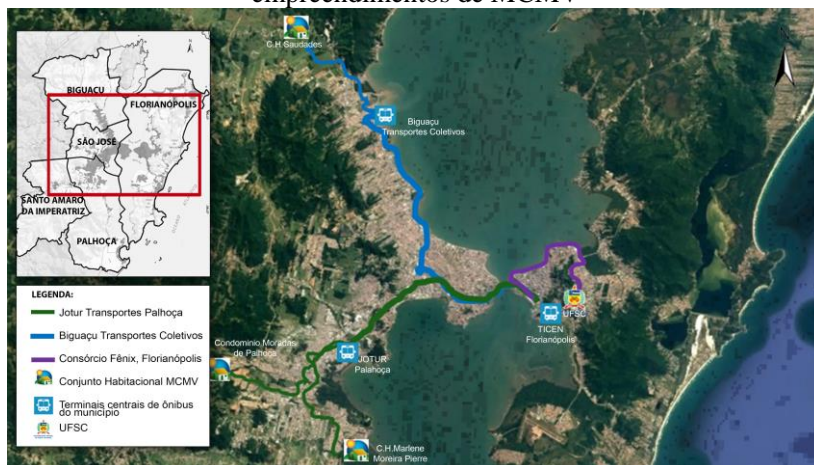 empreendimentos de MCMV
C.H.Saudades
BIGUAÇU
FLORIANÓPOLIS
SÃO JOSÉ
SANTO AMARO
DA IMPERATRIZ
PALHOÇA
N
Biguaçu
Transportes Coletivos
LEGENDA:
Jotur Transportes Palhoça
Biguaçu Transportes Coletivos
Consórcio Fênix, Florianópolis
Conjunto Habitacional MCMV
Terminais centrais de ônibus
do município
UFSC
Condominio Moradas
de Palhoça
JOTUR
Palahoça
TICEN
Florianópolis
UFSC
C.H.Marlene
Moreira Pierre